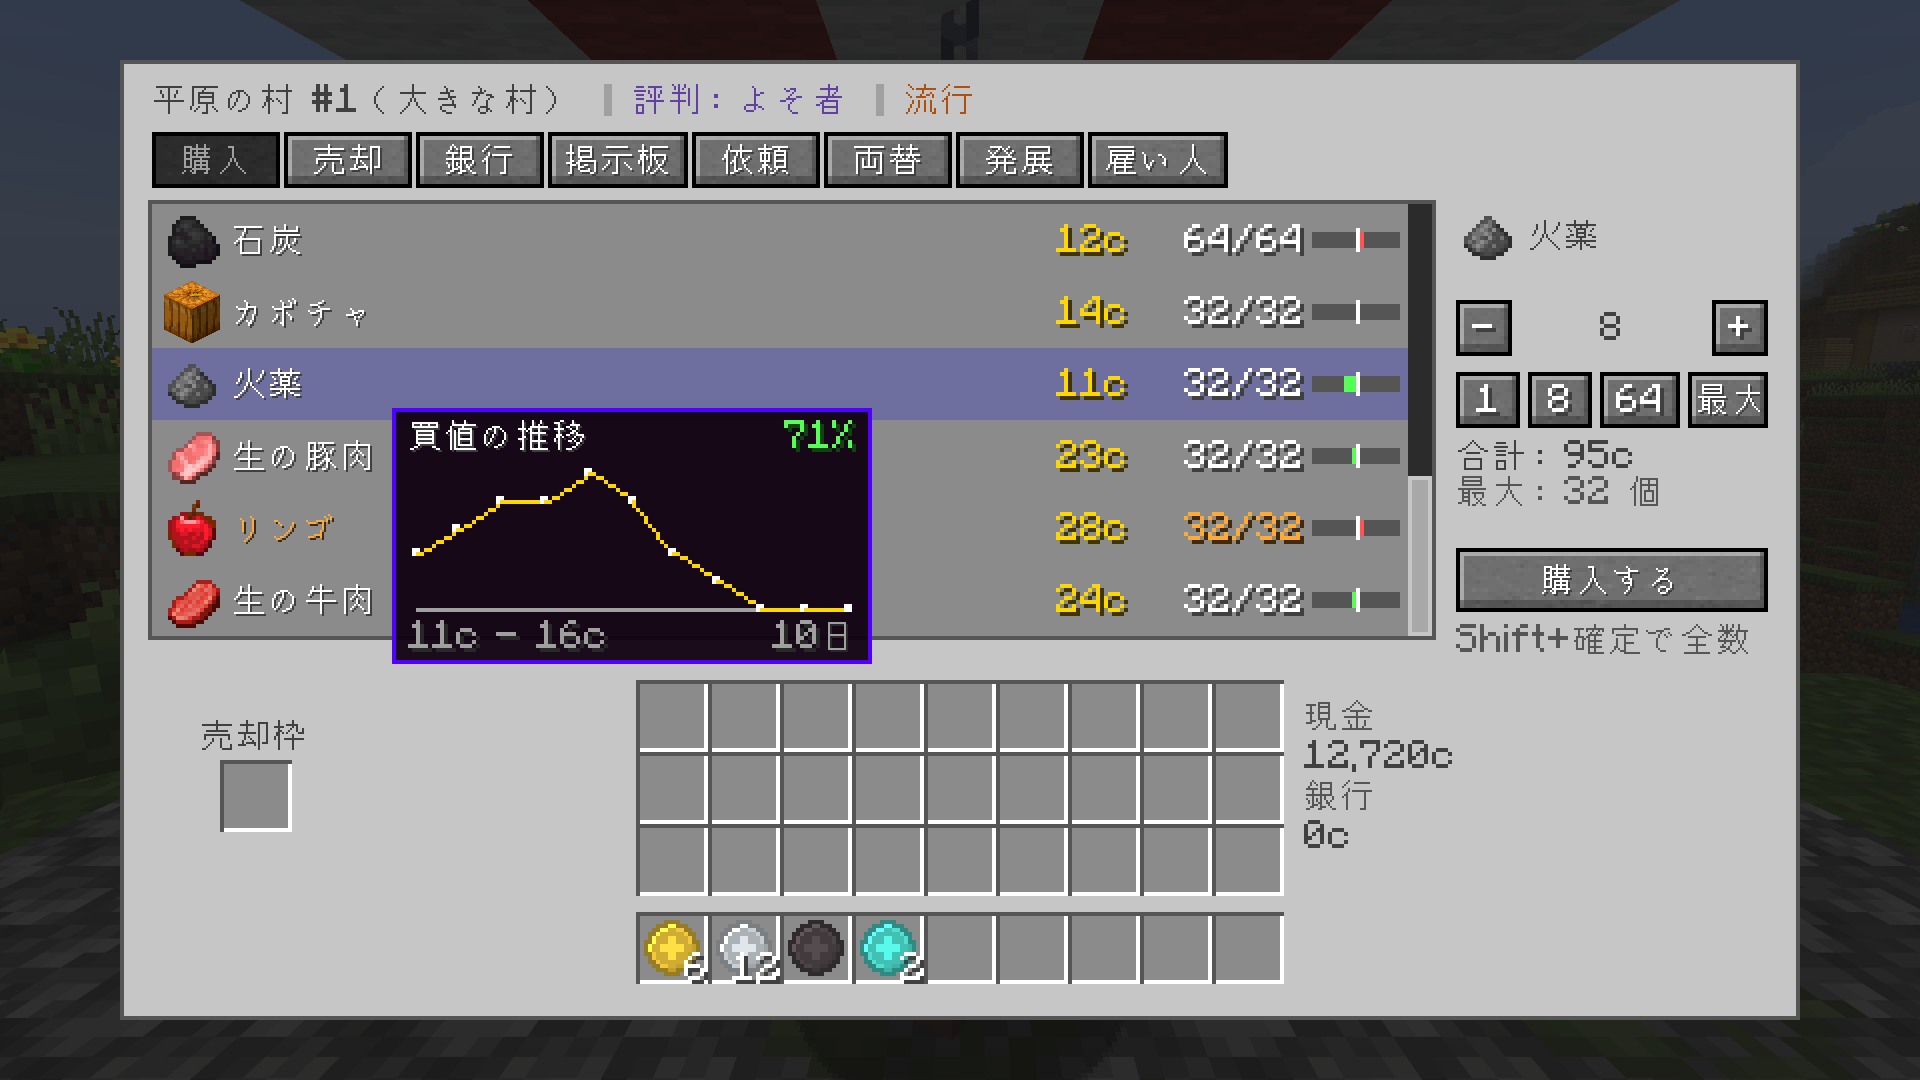 平原の村 #1（大きな村） | 評判: よそ者 | 流行
購入 売却 銀行 掲示板 依頼 両替 発展 雇い人
石炭 12c 64/64
カボチャ 14c 32/32
火薬 11c 32/32
生の豚肉 23c 32/32
リンゴ 28c 32/32
生の牛肉 24c 32/32
買値の推移 71%
11c - 16c 10日
火薬
- 8 +
1 8 64 最大
合計: 95c
最大: 32 個
購入する
Shift+確定で全数
売却枠
現金
12,720c
銀行
0c
6 12 2